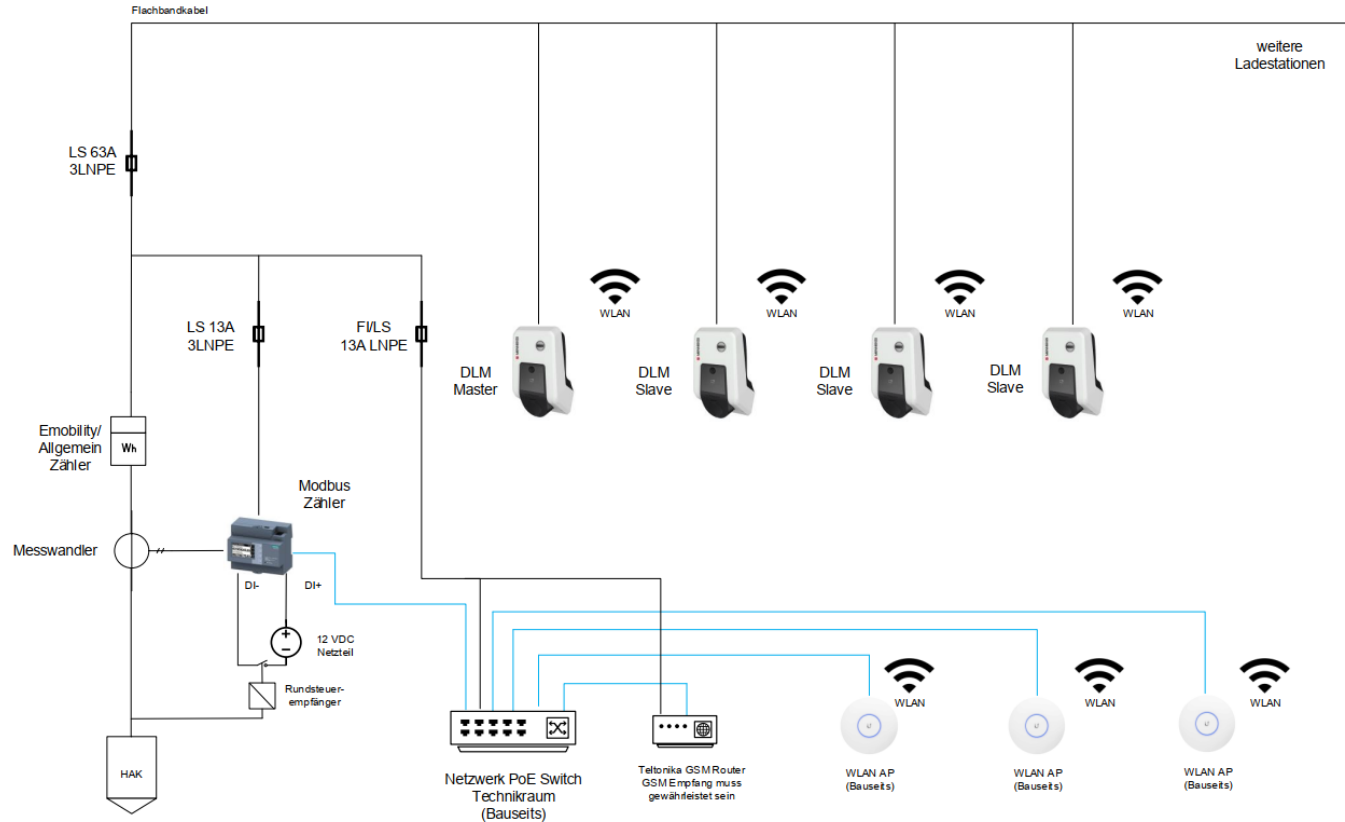 Flachbandkabel
weitere
Ladestationen
LS 63A
3LNPE
LS 13A
3LNPE
FI/LS
13A LNPE
WLAN
WLAN
WLAN
WLAN
DLM
Master
DLM
Slave
DLM
Slave
DLM
Slave
Emobility/
Allgemein
Zähler
Wh
Modbus
Zähler
Messwandler
DI-
DI+
12 VDC
Netzteil
Rundsteuer-
empfänger
HAK
Netzwerk PoE Switch
Technikraum
(Bauseits)
Teltonika GSM Router
GSM Empfang muss
gewährleistet sein
WLAN
WLAN
WLAN
WLAN AP
(Bauseits)
WLAN AP
(Bauseits)
WLAN AP
(Bauseits)